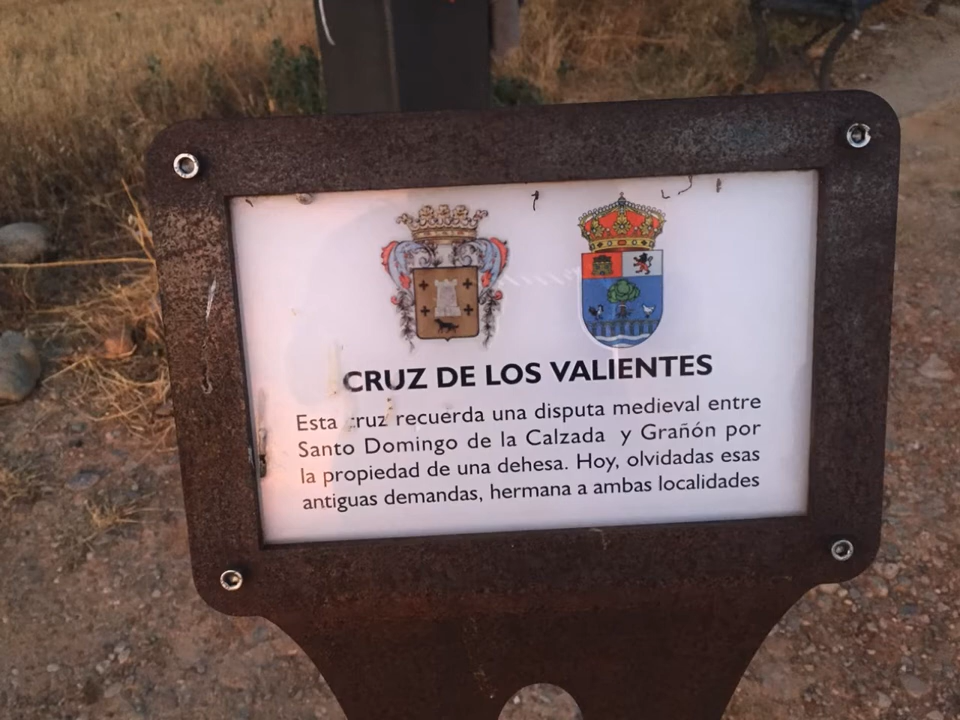 CRUZ DE LOS VALIENTES
Esta cruz recuerda una disputa medieval entre
Santo Domingo de la Calzada y Grañón por
la propiedad de una dehesa. Hoy, olvidadas esas
antiguas demandas, hermana a ambas localidades